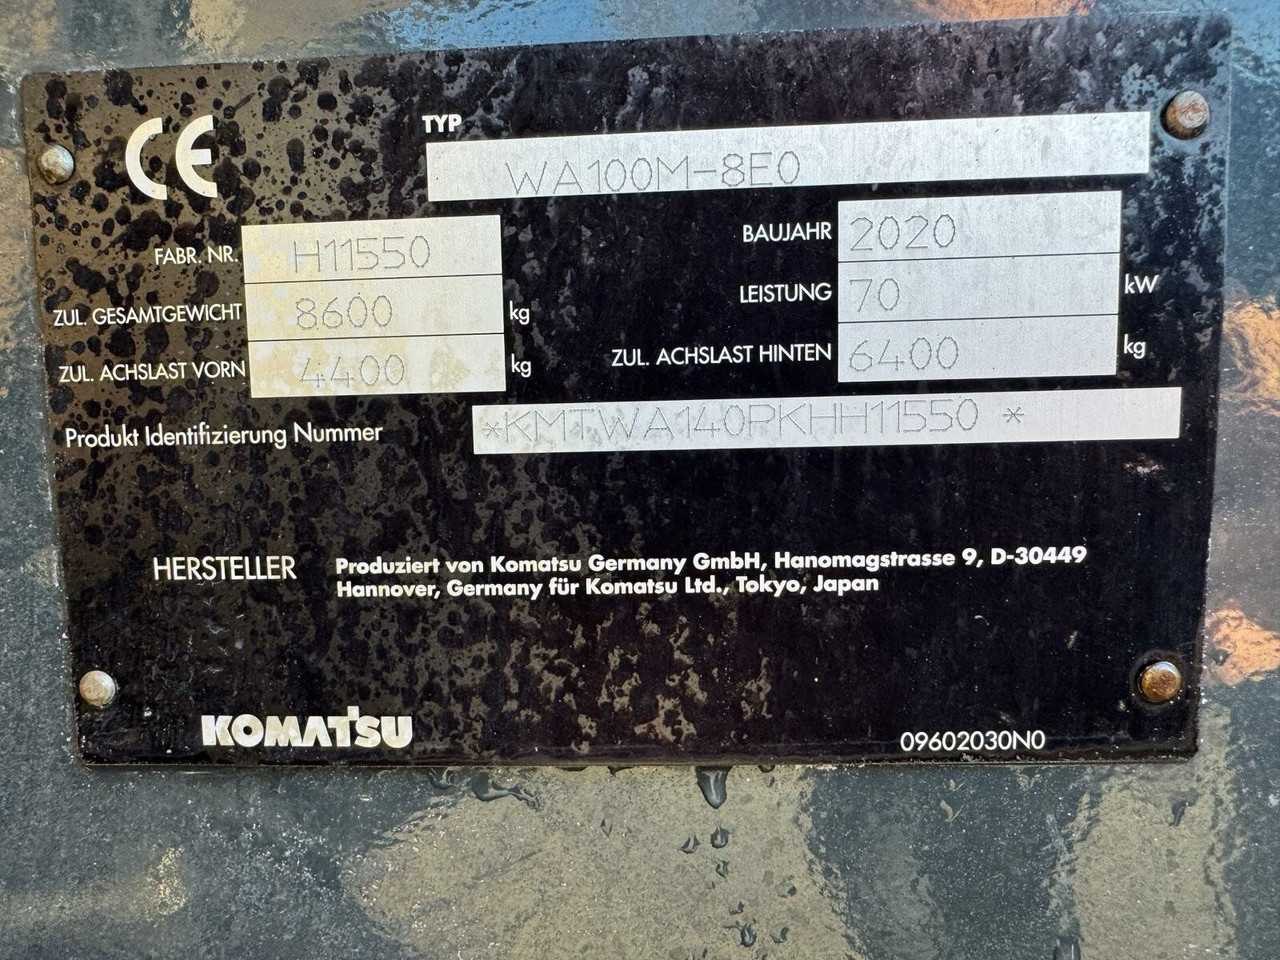 CE
TYP WA100M-8E0
FABR. NR. H11550 BAUJAHR 2020
ZUL. GESAMTGEWICHT 8600 kg LEISTUNG 70 kW
ZUL. ACHSLAST VORN 4400 kg ZUL. ACHSLAST HINTEN 6400 kg
Produkt Identifizierung Nummer *KMTWA140PKHH11550 *
HERSTELLER Produziert von Komatsu Germany GmbH, Hanomagstrasse 9, D-30449
Hannover, Germany für Komatsu Ltd., Tokyo, Japan
KOMATSU 09602030N0